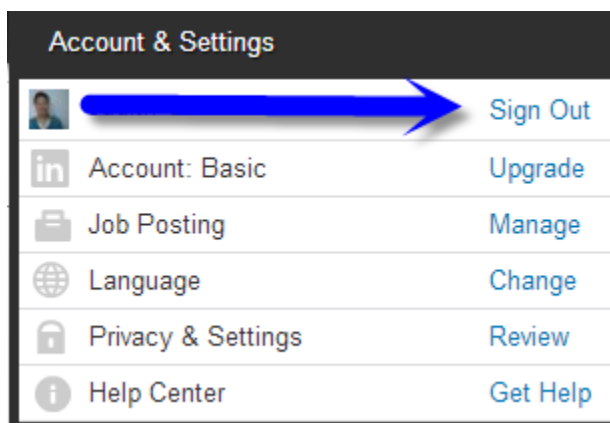 Account & Settings
Sign Out
in Account: Basic Upgrade
Job Posting Manage
Language Change
Privacy & Settings Review
Help Center Get Help